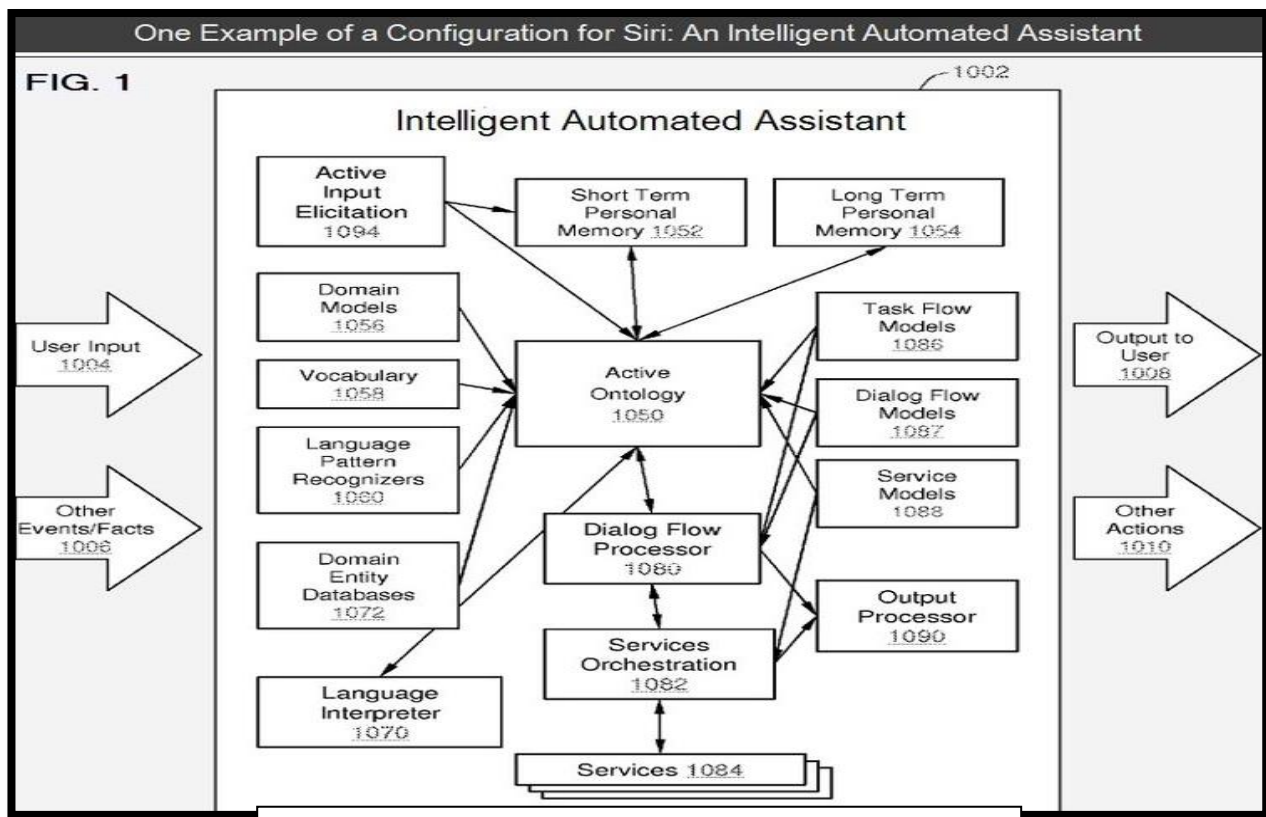 One Example of a Configuration for Siri: An Intelligent Automated Assistant
FIG. 1
1002
Intelligent Automated Assistant
Active
Input
Elicitation
1094
Short Term
Personal
Memory 1052
Long Term
Personal
Memory 1054
Domain
Models
1056
Task Flow
Models
1086
User Input
1004
Vocabulary
1058
Active
Ontology
1050
Dialog Flow
Models
1087
Output to
User
1008
Language
Pattern
Recognizers
1060
Service
Models
1088
Other
Events/Facts
1006
Dialog Flow
Processor
1080
Other
Actions
1010
Domain
Entity
Databases
1072
Output
Processor
1090
Services
Orchestration
1082
Language
Interpreter
1070
Services 1084